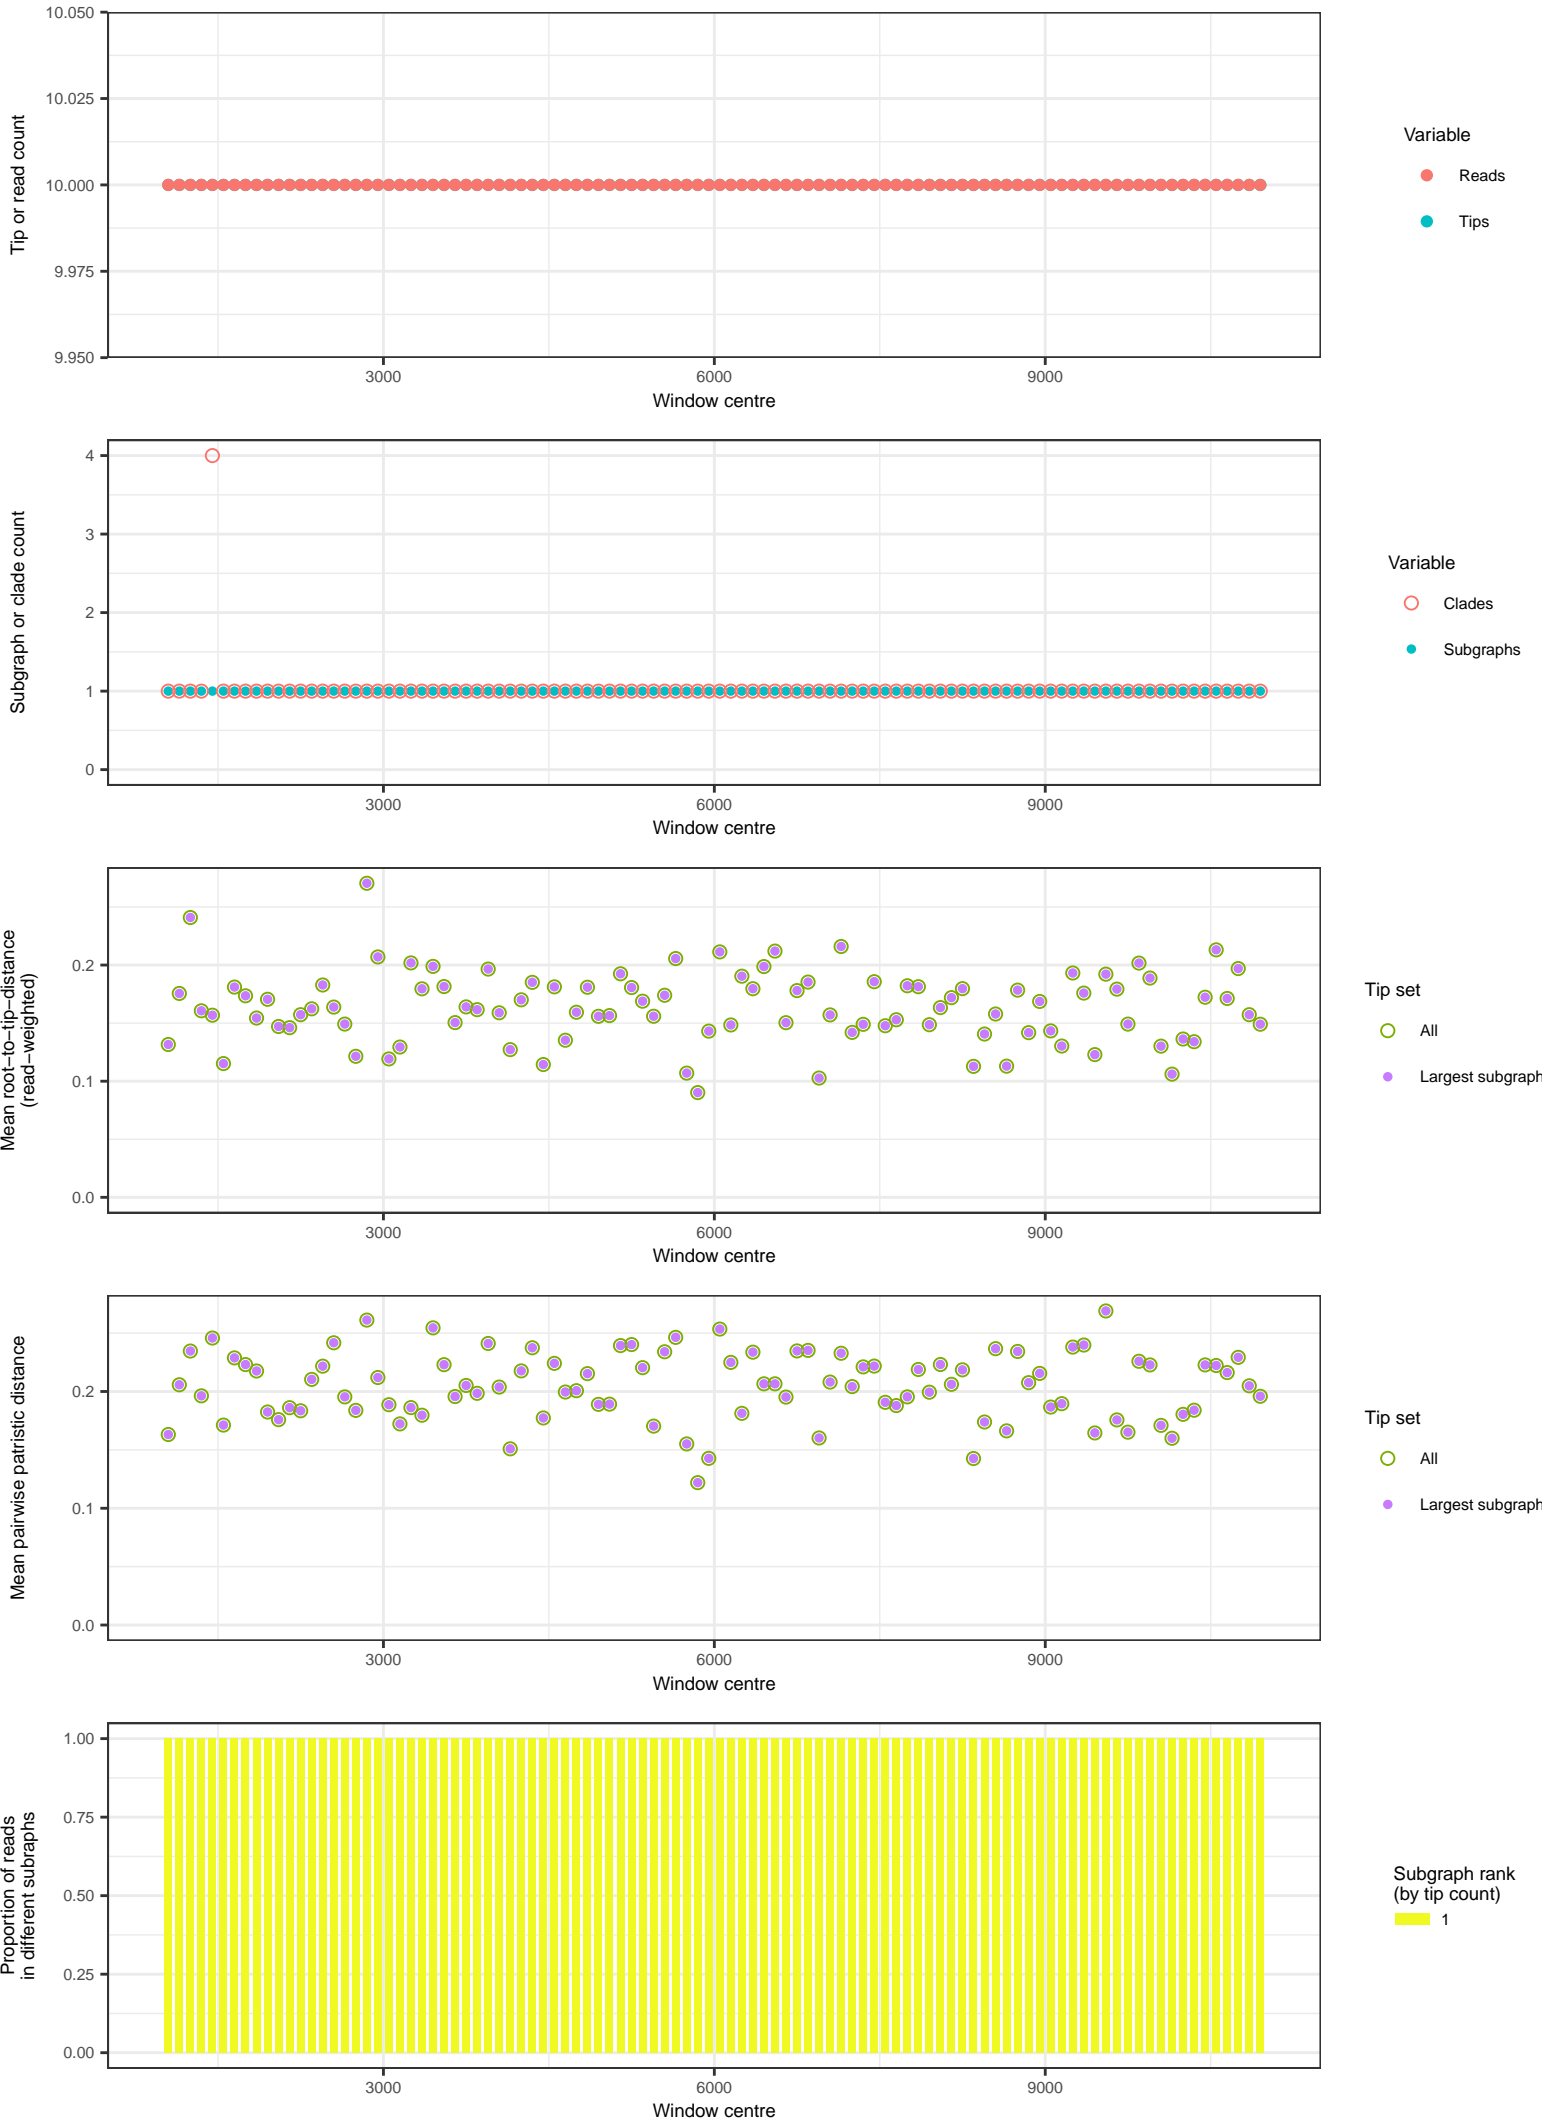 10.050
10.025
10.000
9.975
9.950
Tip or read count
3000 6000 9000
Window centre
Variable
Reads
Tips
4
3
2
1
0
Subgraph or clade count
3000 6000 9000
Window centre
Variable
Clades
Subgraphs
0.2
0.1
0.0
Mean root−to−tip−distance
(read−weighted)
3000 6000 9000
Window centre
Tip set
All
Largest subgraph
0.2
0.1
0.0
Mean pairwise patristic distance
3000 6000 9000
Window centre
Tip set
All
Largest subgraph
1.00
0.75
0.50
0.25
0.00
Proportion of reads
in different subraphs
3000 6000 9000
Window centre
Subgraph rank
(by tip count)
1